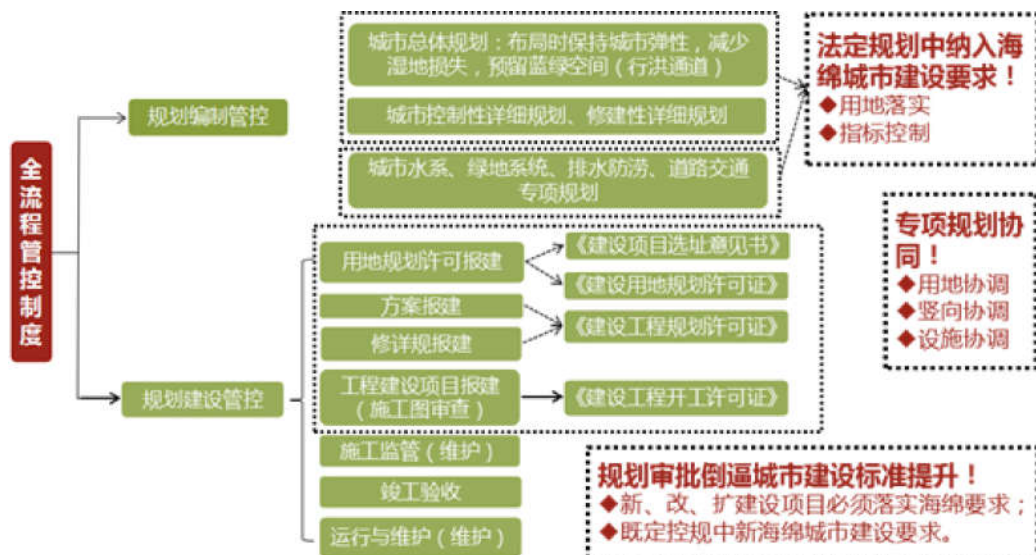 全流程管控制度
规划编制管控
城市总体规划：布局时保持城市弹性，减少
湿地损失，预留蓝绿空间（行洪通道）
城市控制性详细规划、修建性详细规划
城市水系、绿地系统、排水防涝、道路交通
专项规划
法定规划中纳入海
绵城市建设要求！
◆用地落实
◆指标控制
专项规划协
同！
◆用地协调
◆竖向协调
◆设施协调
规划建设管控
用地规划许可报建
《建设项目选址意见书》
《建设用地规划许可证》
方案报建
修详规报建
《建设工程规划许可证》
工程建设项目报建
（施工图审查）
《建设工程开工许可证》
施工监管（维护）
竣工验收
运行与维护（维护）
规划审批倒逼城市建设标准提升！
◆新、改、扩建设项目必须落实海绵要求；
◆既定控规中新海绵城市建设要求。